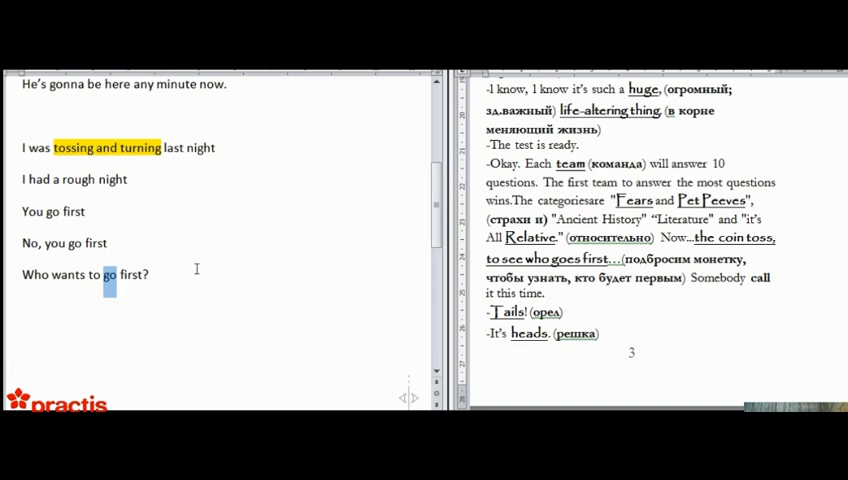 He's gonna be here any minute now.
I was tossing and turning last night
I had a rough night
You go first
No, you go first
Who wants to go first?
practis
-I know, I know it's such a huge, (огромный;
зд.важный) life-altering thing. (в корне
меняющий жизнь)
-The test is ready.
-Okay. Each team (команда) will answer 10
questions. The first team to answer the most questions
wins.The categoriesare "Fears and Pet Peeves",
(страхи и) "Ancient History" "Literature" and "it's
All Relative." (относительно) Now...the coin toss,
to see who goes first...(подбросим монетку,
чтобы узнать, кто будет первым) Somebody call
it this time.
-Tails! (орел)
-It's heads. (решка)
3